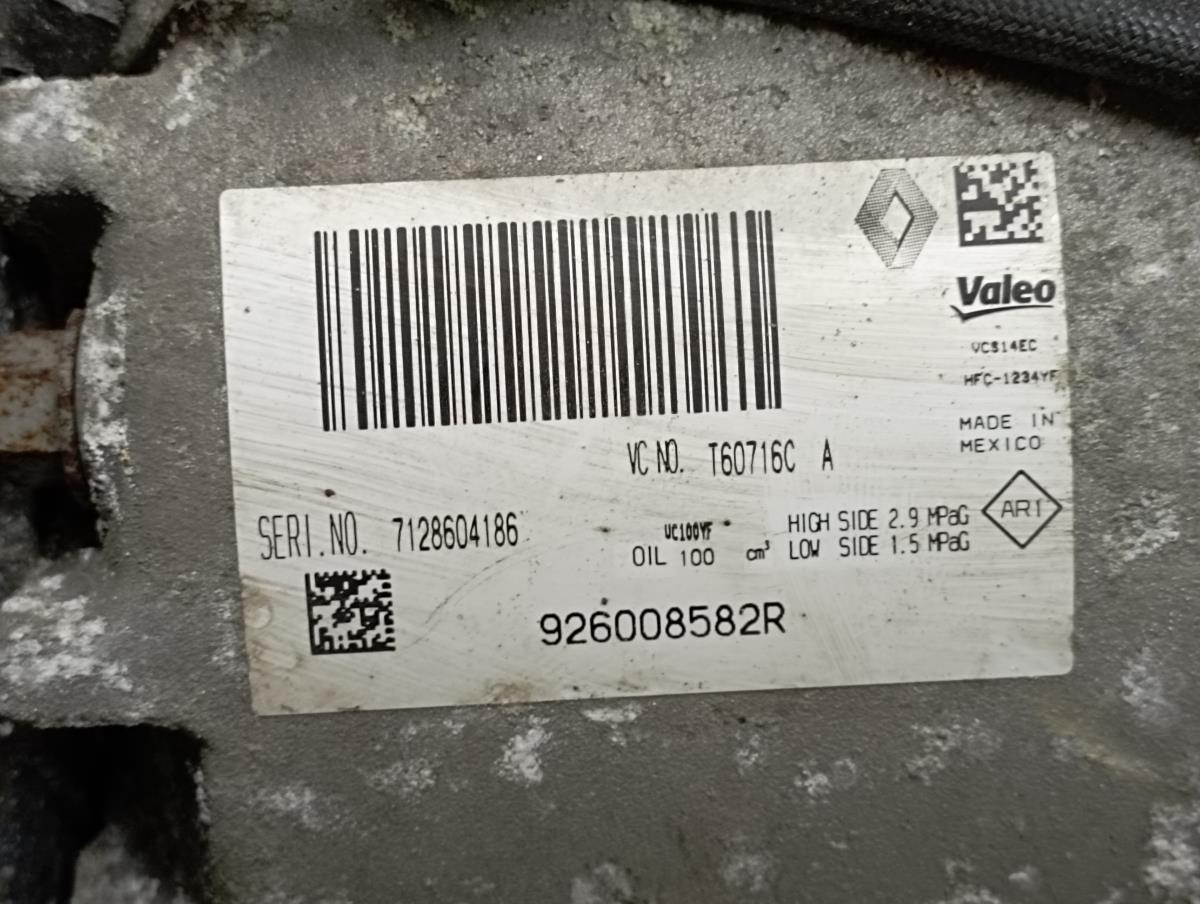 Valeo
VCS14EC
HFC-1234YF
MADE IN
MEXICO
VC NO. T60716C A
SERI.NO. 7128604186
UC100YF
OIL 100 cm³
HIGH SIDE 2.9 MPaG
LOW SIDE 1.5 MPaG
AR1
926008582R